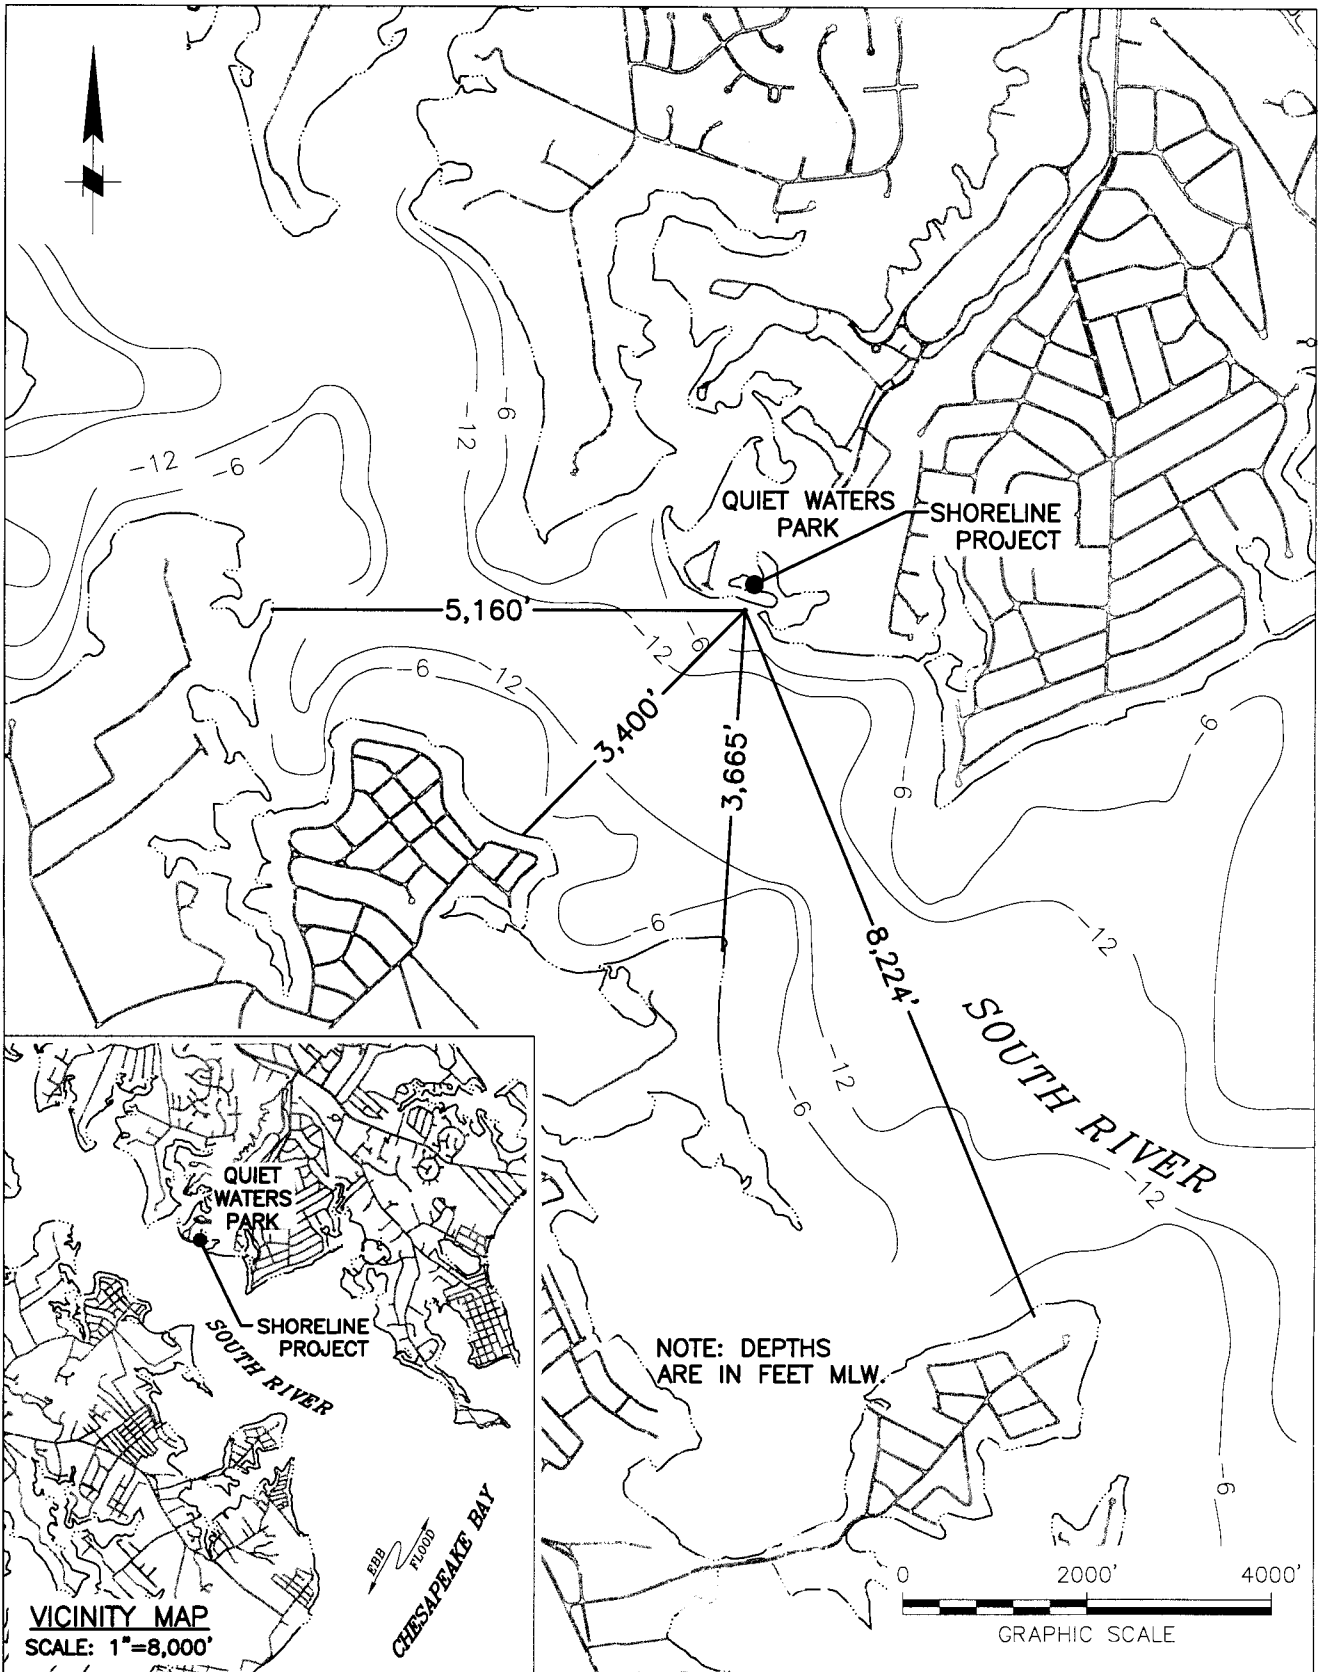 -12
-6
-12
-6
QUIET WATERS
PARK
SHORELINE
PROJECT
5,160'
-12
-6
-6
-12
3,400'
3,665'
-6
-6
-6
8,224'
-12
SOUTH RIVER
-12
-6
-12
NOTE: DEPTHS
ARE IN FEET MLW.
-6
0 2000' 4000'
GRAPHIC SCALE
QUIET
WATERS
PARK
SHORELINE
PROJECT
SOUTH RIVER
EBB
FLOOD
CHESAPEAKE BAY
VICINITY MAP
SCALE: 1"=8,000'